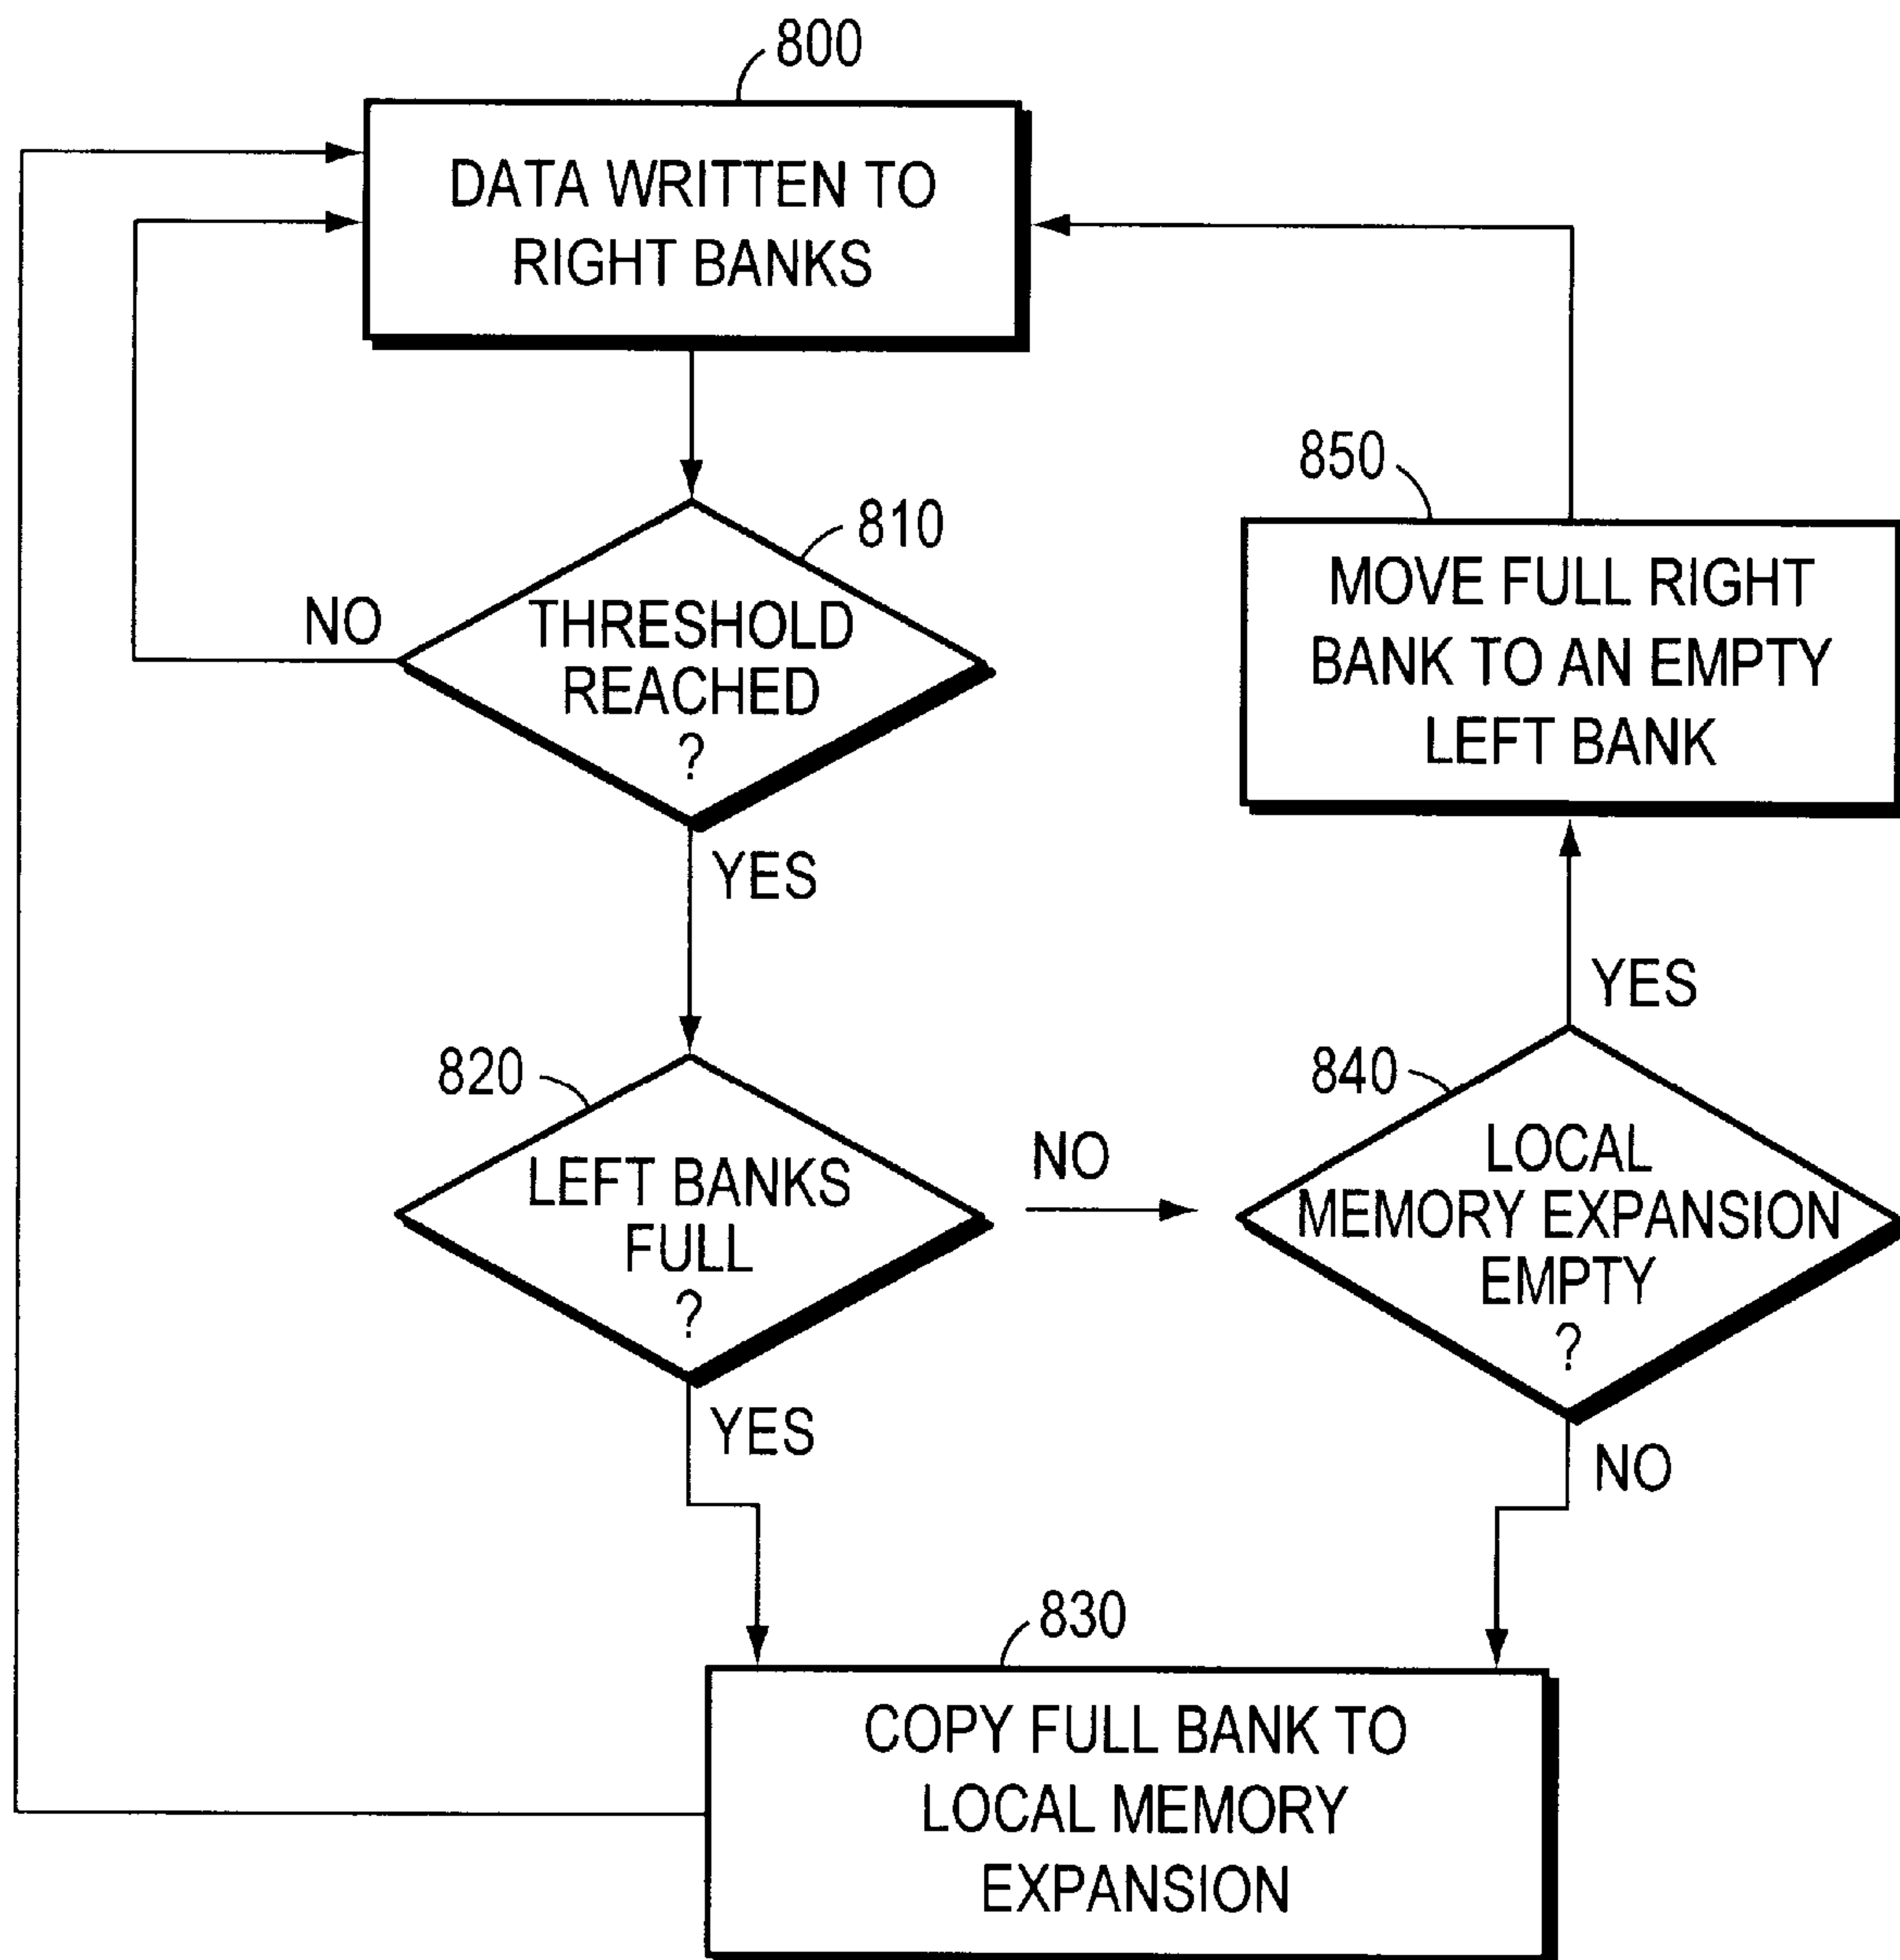 800
DATA WRITTEN TO
RIGHT BANKS
810
THRESHOLD
REACHED
?
NO
YES
850
MOVE FULL RIGHT
BANK TO AN EMPTY
LEFT BANK
820
LEFT BANKS
FULL
?
NO
YES
840
LOCAL
MEMORY EXPANSION
EMPTY
?
YES
NO
830
COPY FULL BANK TO
LOCAL MEMORY
EXPANSION